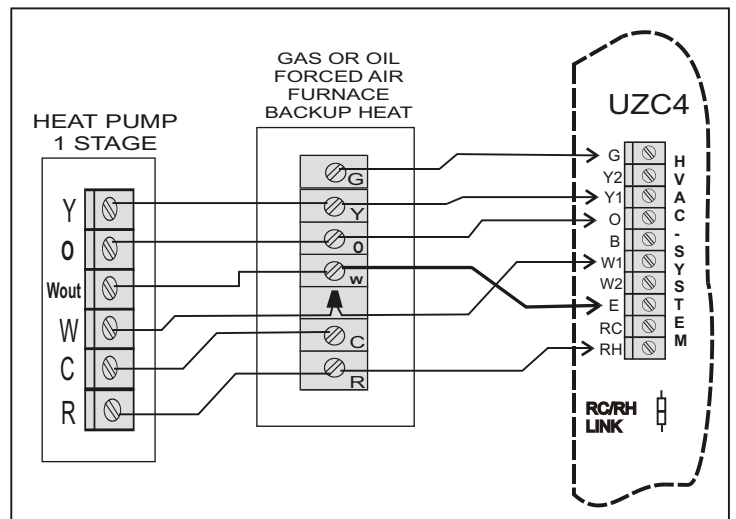 HEAT PUMP
1 STAGE
Y
O
Wout
W
C
R
GAS OR OIL
FORCED AIR
FURNACE
BACKUP HEAT
G
Y
O
W
C
R
UZC4
G
Y2
Y1
O
B
W1
W2
E
RC
RH
HVAC-SYSTEM
RC/RH
LINK